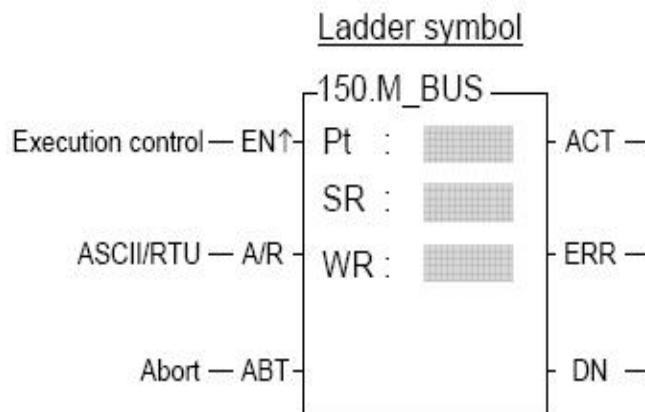 Ladder symbol
150.M_BUS
Execution control EN↑ Pt : ACT
SR :
ASCII/RTU A/R WR : ERR
Abort ABT DN